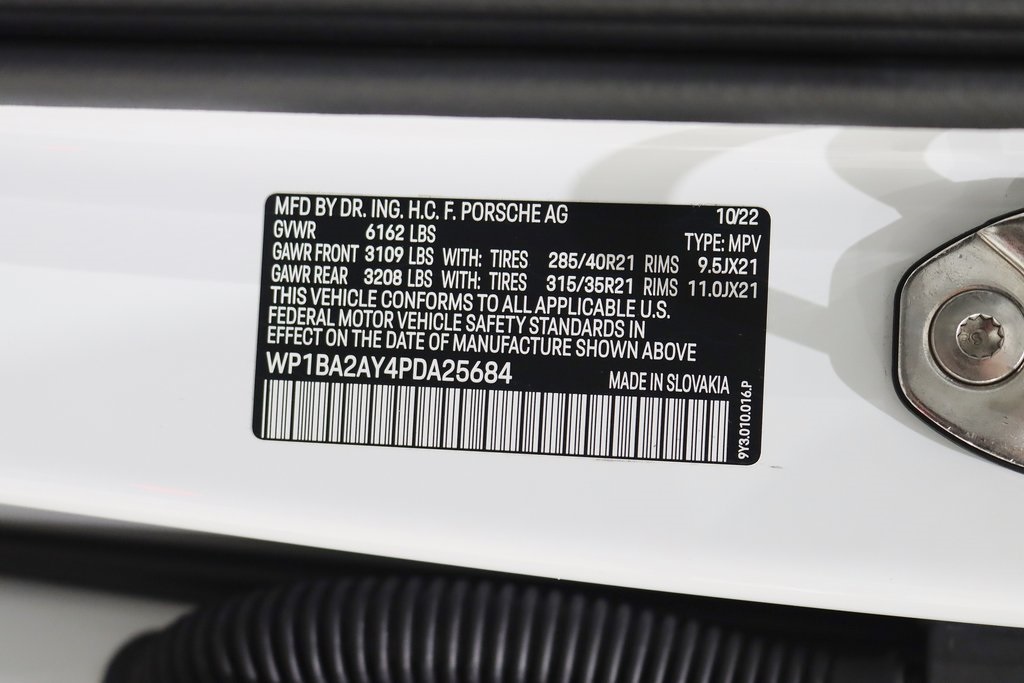 MFD BY DR. ING. H.C. F. PORSCHE AG 10/22
GVWR 6162 LBS TYPE: MPV
GAWR FRONT 3109 LBS WITH: TIRES 285/40R21 RIMS 9.5JX21
GAWR REAR 3208 LBS WITH: TIRES 315/35R21 RIMS 11.0JX21
THIS VEHICLE CONFORMS TO ALL APPLICABLE U.S.
FEDERAL MOTOR VEHICLE SAFETY STANDARDS IN
EFFECT ON THE DATE OF MANUFACTURE SHOWN ABOVE
WP1BA2AY4PDA25684 MADE IN SLOVAKIA
9Y3.010.016.P